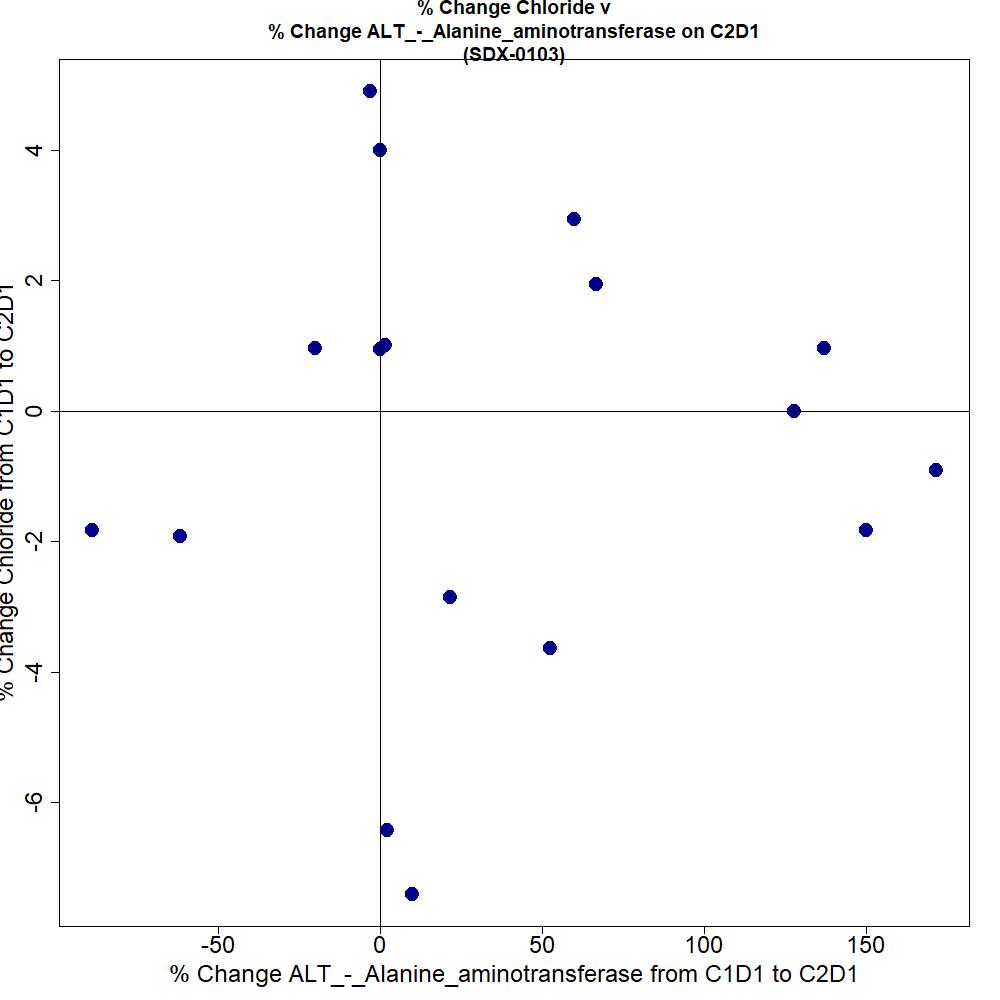 % Change Chloride v
% Change ALT_-_Alanine_aminotransferase on C2D1
(SDX-0103)
% Change Chloride from C1D1 to C2D1
4
2
0
-2
-4
-6
-50
0
50
100
150
% Change ALT_-_Alanine_aminotransferase from C1D1 to C2D1